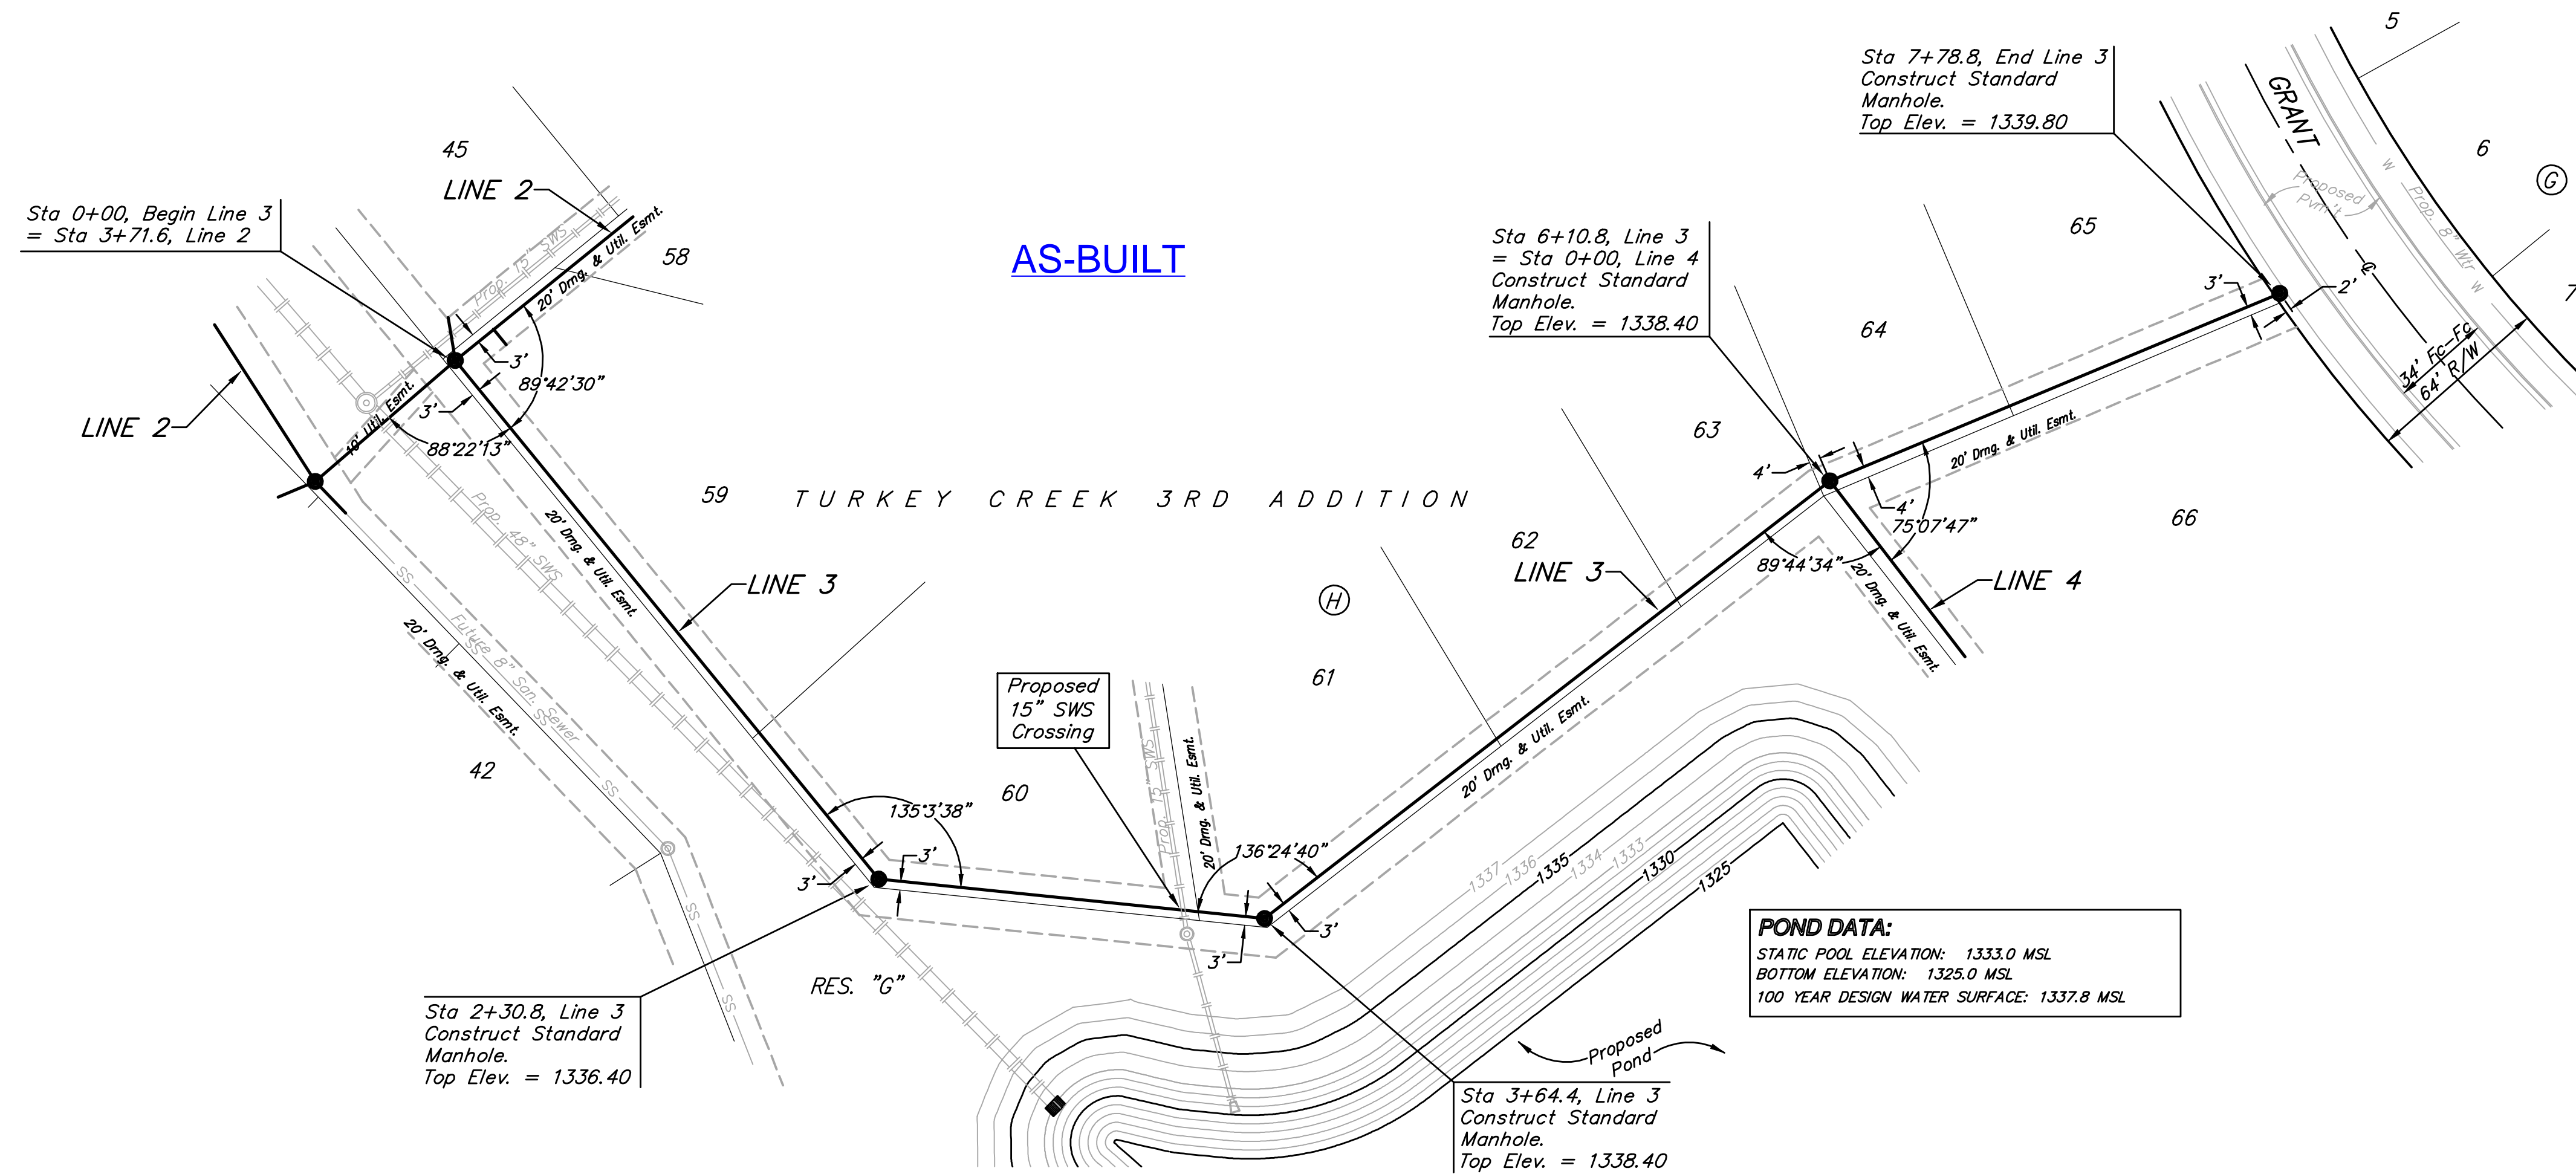 5
Sta 7+78.8, End Line 3
Construct Standard
Manhole.
Top Elev. = 1339.80
GRANT
6
G
Proposed
Pvm't
W
Prop. 8" Wtr
W
7
45
LINE 2
Sta 0+00, Begin Line 3
= Sta 3+71.6, Line 2
Prop. 15" SWS
20' Drng. & Util. Esmt.
58
AS-BUILT
Sta 6+10.8, Line 3
= Sta 0+00, Line 4
Construct Standard
Manhole.
Top Elev. = 1338.40
65
64
3'
2'
34' Fc-Fc
64' R/W
3'
89°42'30"
3'
LINE 2
10' Util. Esmt.
88°22'13"
63
20' Drng. & Util. Esmt.
4'
4'
75°07'47"
66
59
TURKEY CREEK 3RD ADDITION
Prop. 48" SWS
20' Drng. & Util. Esmt.
62
LINE 3
89°44'34"
20' Drng. & Util. Esmt.
LINE 4
LINE 3
H
SS
Future 8" San. Sewer
SS
SS
20' Drng. & Util. Esmt.
61
Proposed
15" SWS
Crossing
Prop. 15" SWS
20' Drng. & Util. Esmt.
20' Drng. & Util. Esmt.
42
SS
60
135°3'38"
3'
3'
136°24'40"
3'
3'
1337
1336
1335
1334
1333
1330
1325
SS
SS
RES. "G"
POND DATA:
STATIC POOL ELEVATION: 1333.0 MSL
BOTTOM ELEVATION: 1325.0 MSL
100 YEAR DESIGN WATER SURFACE: 1337.8 MSL
Sta 2+30.8, Line 3
Construct Standard
Manhole.
Top Elev. = 1336.40
Proposed
Pond
Sta 3+64.4, Line 3
Construct Standard
Manhole.
Top Elev. = 1338.40